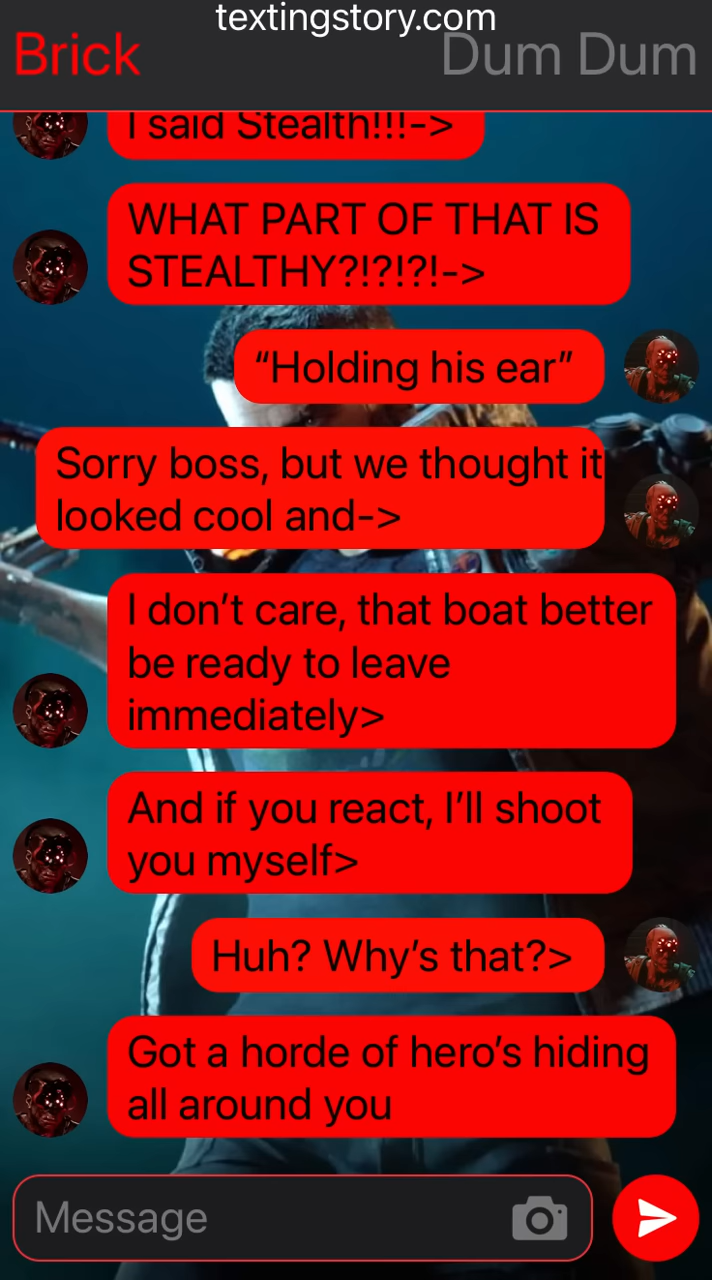 textingstory.com
Brick
Dum Dum
I said Stealth!!!->
WHAT PART OF THAT IS
STEALTHY?!?!?!->
“Holding his ear”
Sorry boss, but we thought it
looked cool and->
I don’t care, that boat better
be ready to leave
immediately>
And if you react, I’ll shoot
you myself>
Huh? Why’s that?>
Got a horde of hero’s hiding
all around you
Message